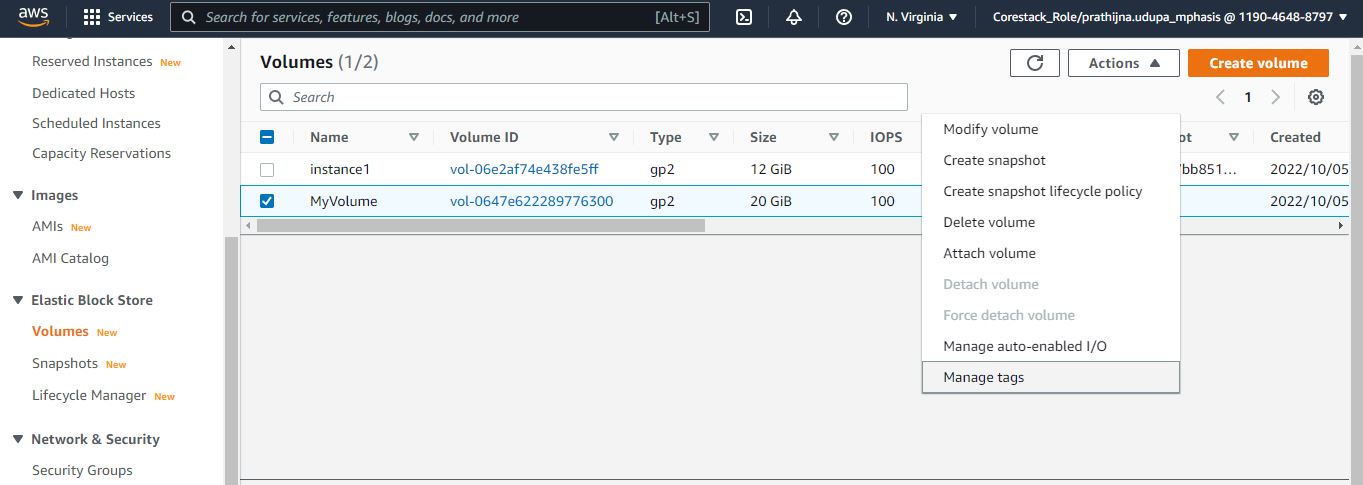 aws Services Search for services, features, blogs, docs, and more [Alt+S] N. Virginia Corestack_Role/prathijna.udupa_mphasis @ 1190-4648-8797
Reserved Instances New
Dedicated Hosts
Scheduled Instances
Capacity Reservations
Images
AMIs New
AMI Catalog
Elastic Block Store
Volumes New
Snapshots New
Lifecycle Manager New
Network & Security
Security Groups
Volumes (1/2) Actions Create volume
Search 1
Name Volume ID Type Size IOPS Created
instance1 vol-06e2af74e438fe5ff gp2 12 GiB 100 2022/10/05
MyVolume vol-0647e622289776300 gp2 20 GiB 100 2022/10/05
Modify volume
Create snapshot
Create snapshot lifecycle policy
Delete volume
Attach volume
Detach volume
Force detach volume
Manage auto-enabled I/O
Manage tags